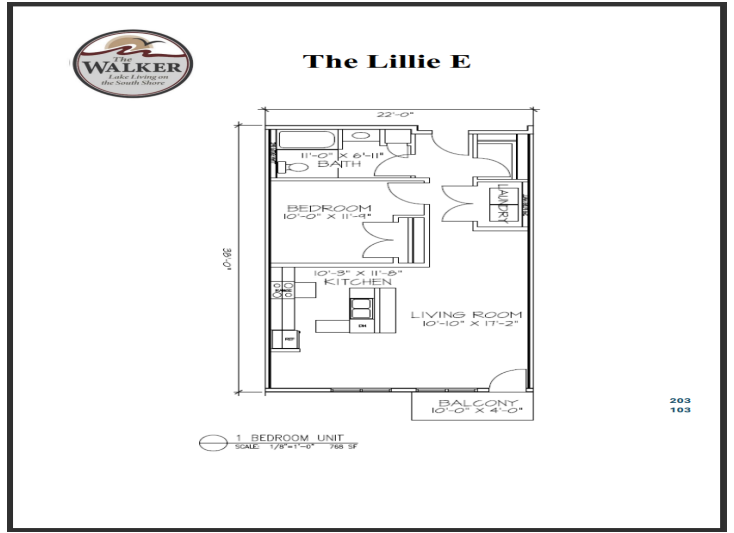 The
WALKER
Lake Living on
the South Shore
The Lillie E
22'-0"
11'-0" X 6'-11"
BATH
BEDROOM
10'-0" X 11'-9"
LAUNDRY
38'-0"
10'-3" X 11'-8"
KITCHEN
RANGE
DW
REF
LIVING ROOM
10'-10" X 17'-2"
BALCONY
10'-0" X 4'-0"
203
103
1 BEDROOM UNIT
SCALE: 1/8"=1'-0" 768 SF